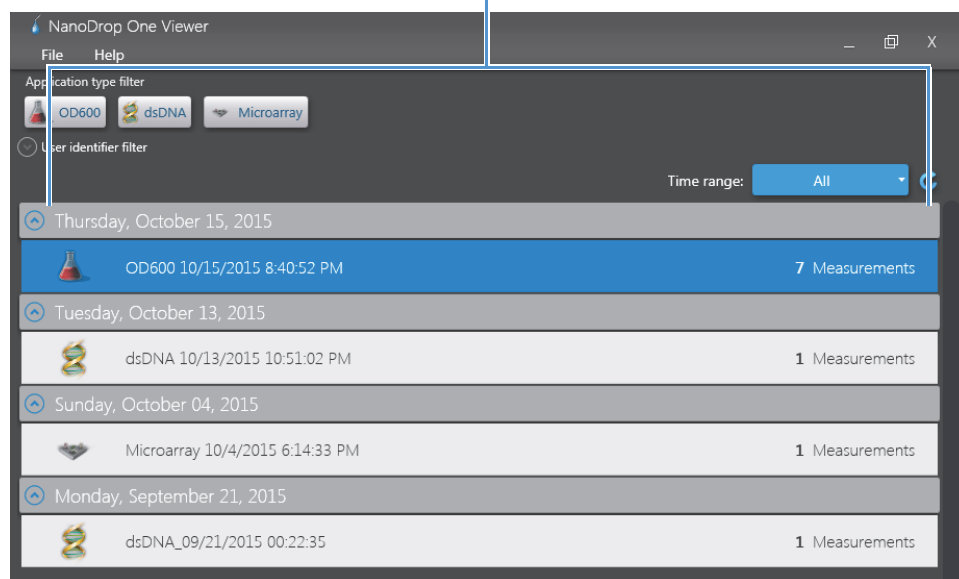 NanoDrop One Viewer
File Help
X
Application type filter
OD600 dsDNA Microarray
User identifier filter
Time range: All
Thursday, October 15, 2015
OD600 10/15/2015 8:40:52 PM 7 Measurements
Tuesday, October 13, 2015
dsDNA 10/13/2015 10:51:02 PM 1 Measurements
Sunday, October 04, 2015
Microarray 10/4/2015 6:14:33 PM 1 Measurements
Monday, September 21, 2015
dsDNA_09/21/2015 00:22:35 1 Measurements